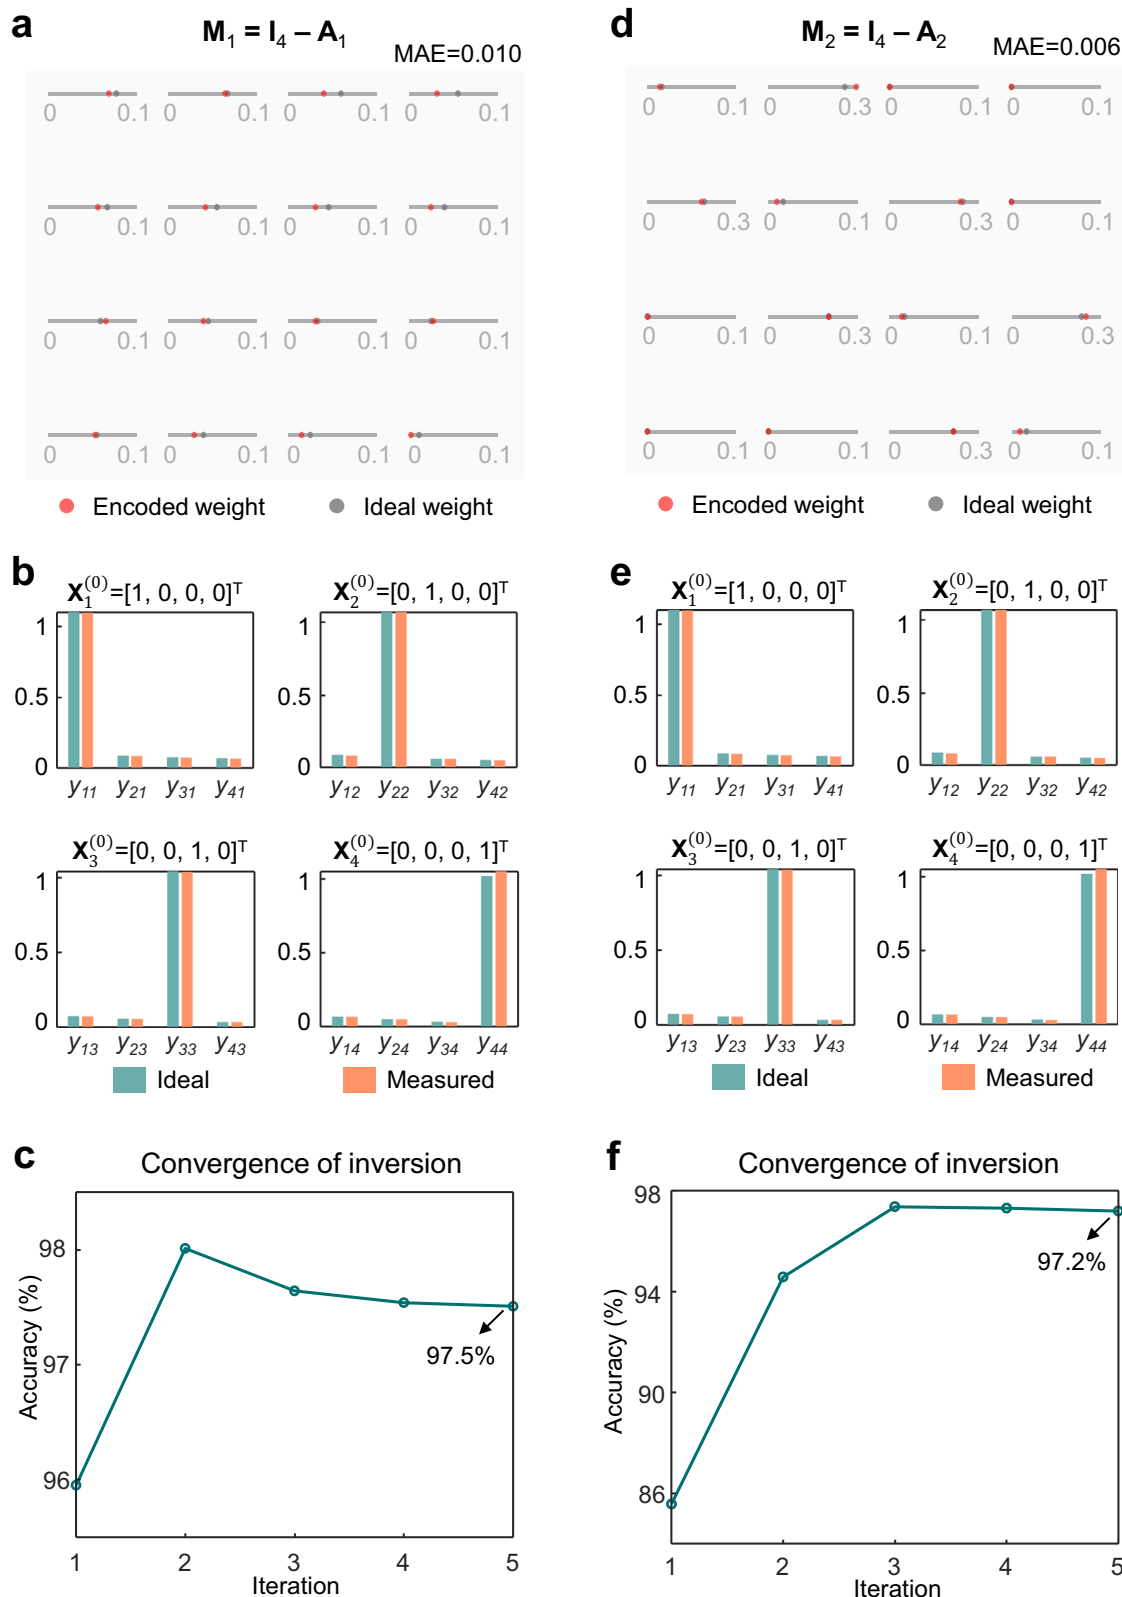 a
M1 = I4 – A1
MAE=0.010
0 0.1 0 0.1 0 0.1 0 0.1
0 0.1 0 0.1 0 0.1 0 0.1
0 0.1 0 0.1 0 0.1 0 0.1
0 0.1 0 0.1 0 0.1 0 0.1
Encoded weight Ideal weight
b
X1(0)=[1, 0, 0, 0]T X2(0)=[0, 1, 0, 0]T
1
0.5
0
y11 y21 y31 y41
1
0.5
0
y12 y22 y32 y42
X3(0)=[0, 0, 1, 0]T X4(0)=[0, 0, 0, 1]T
1
0.5
0
y13 y23 y33 y43
1
0.5
0
y14 y24 y34 y44
Ideal Measured
c
Convergence of inversion
Accuracy (%)
98
97
96
97.5%
1 2 3 4 5
Iteration
d
M2 = I4 – A2
MAE=0.006
0 0.1 0 0.3 0 0.1 0 0.1
0 0.3 0 0.1 0 0.3 0 0.1
0 0.1 0 0.3 0 0.1 0 0.3
0 0.1 0 0.1 0 0.3 0 0.1
Encoded weight Ideal weight
e
X1(0)=[1, 0, 0, 0]T X2(0)=[0, 1, 0, 0]T
1
0.5
0
y11 y21 y31 y41
1
0.5
0
y12 y22 y32 y42
X3(0)=[0, 0, 1, 0]T X4(0)=[0, 0, 0, 1]T
1
0.5
0
y13 y23 y33 y43
1
0.5
0
y14 y24 y34 y44
Ideal Measured
f
Convergence of inversion
Accuracy (%)
98
94
90
86
97.2%
1 2 3 4 5
Iteration